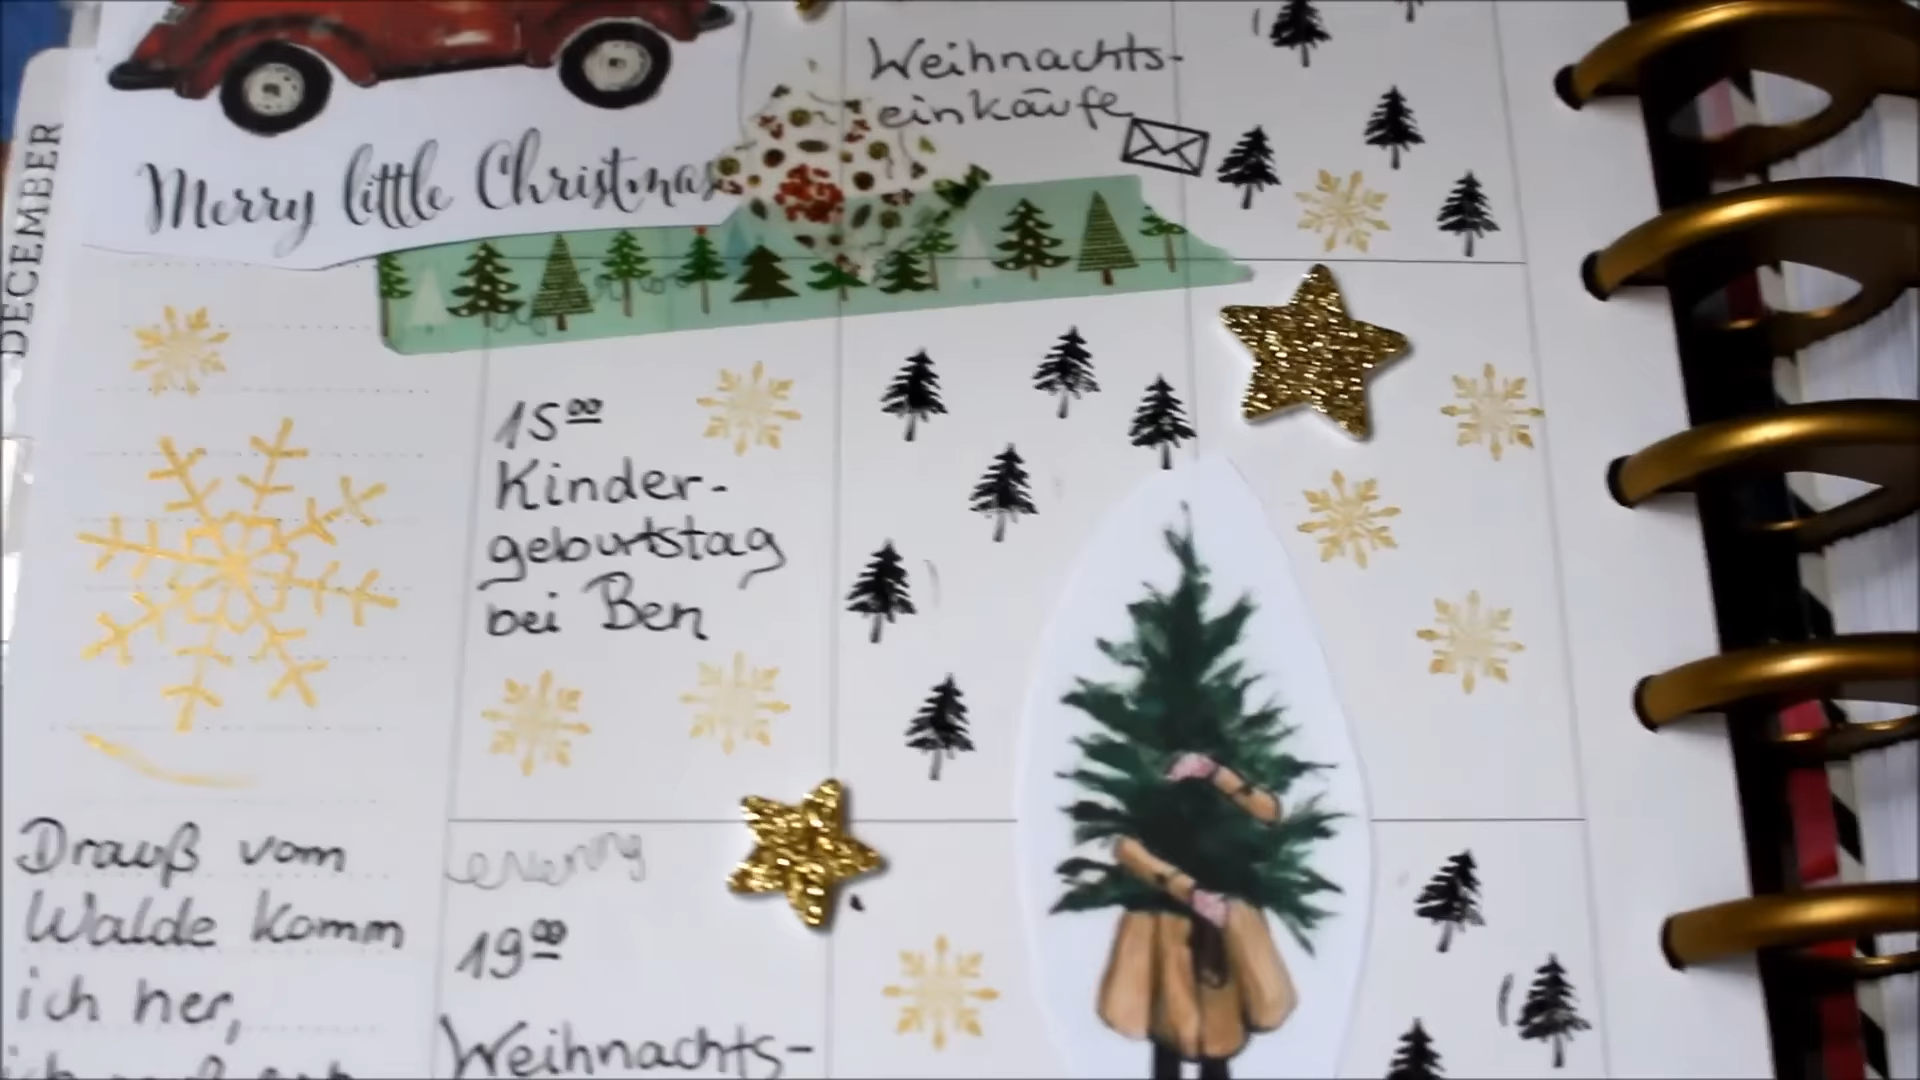 DECEMBER
Merry little Christmas
Weihnachts-
einkäufe
15⁰⁰
Kinder-
geburtstag
bei Ben
Drauß vom
Walde komm
ich her,
19⁰⁰
Weihnachts-